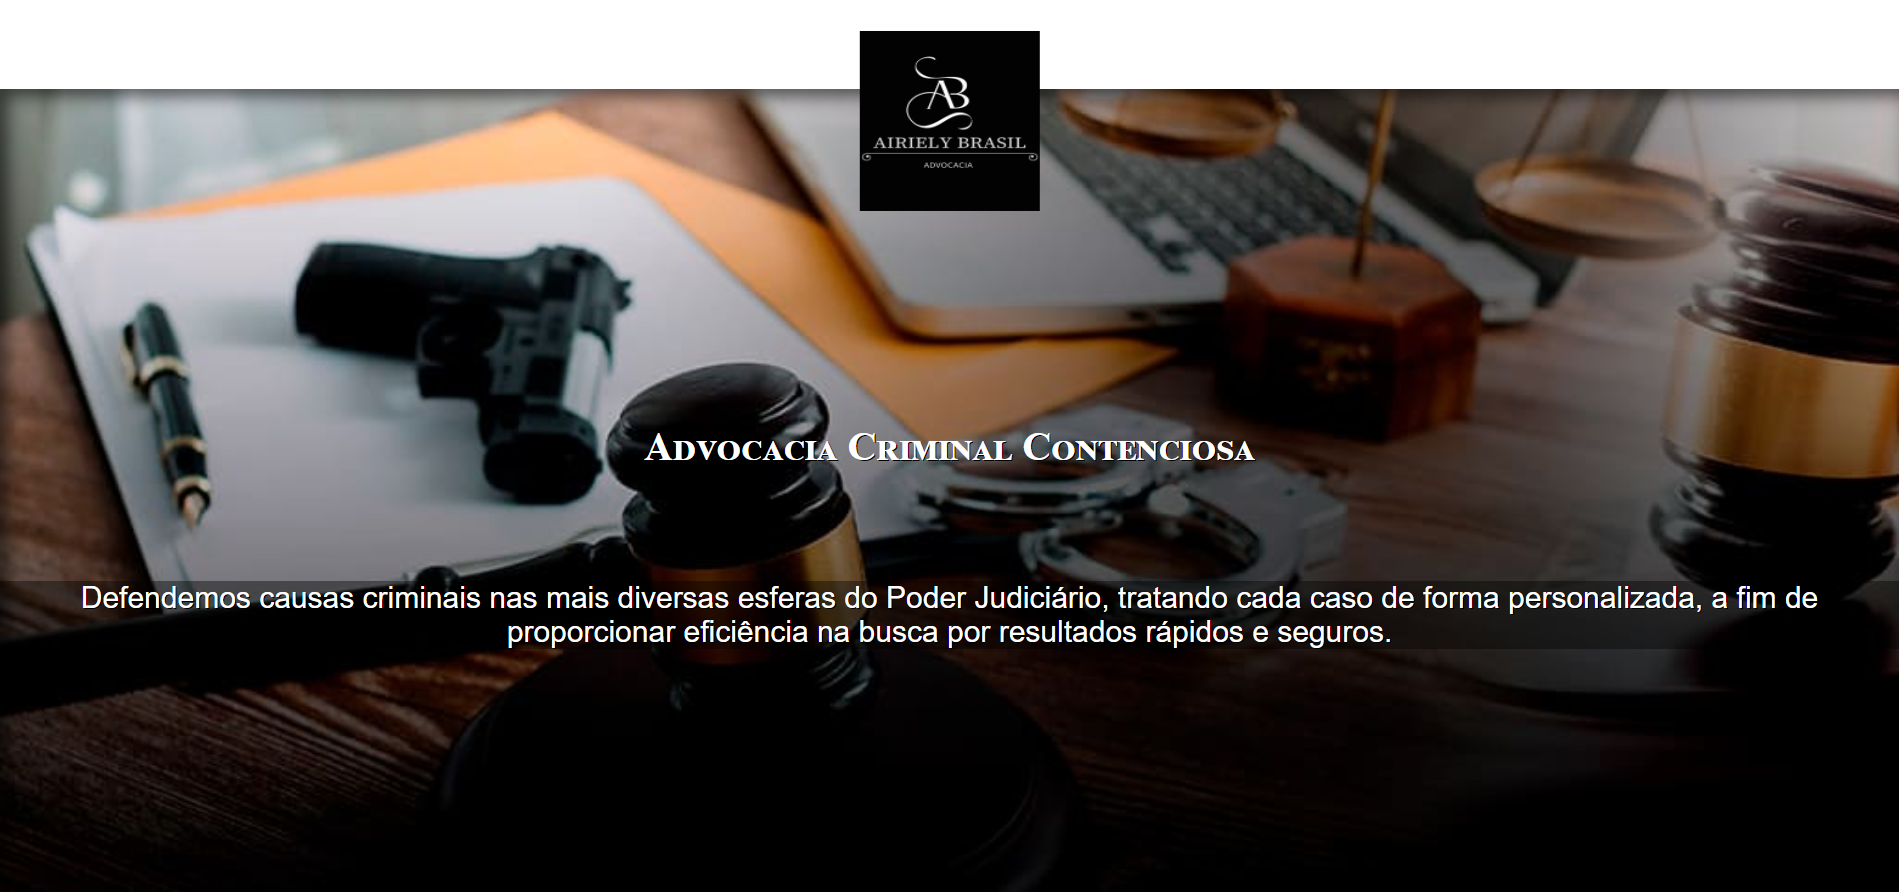 AB
AIRIELY BRASIL
ADVOCACIA
Advocacia Criminal Contenciosa
Defendemos causas criminais nas mais diversas esferas do Poder Judiciário, tratando cada caso de forma personalizada, a fim de
proporcionar eficiência na busca por resultados rápidos e seguros.